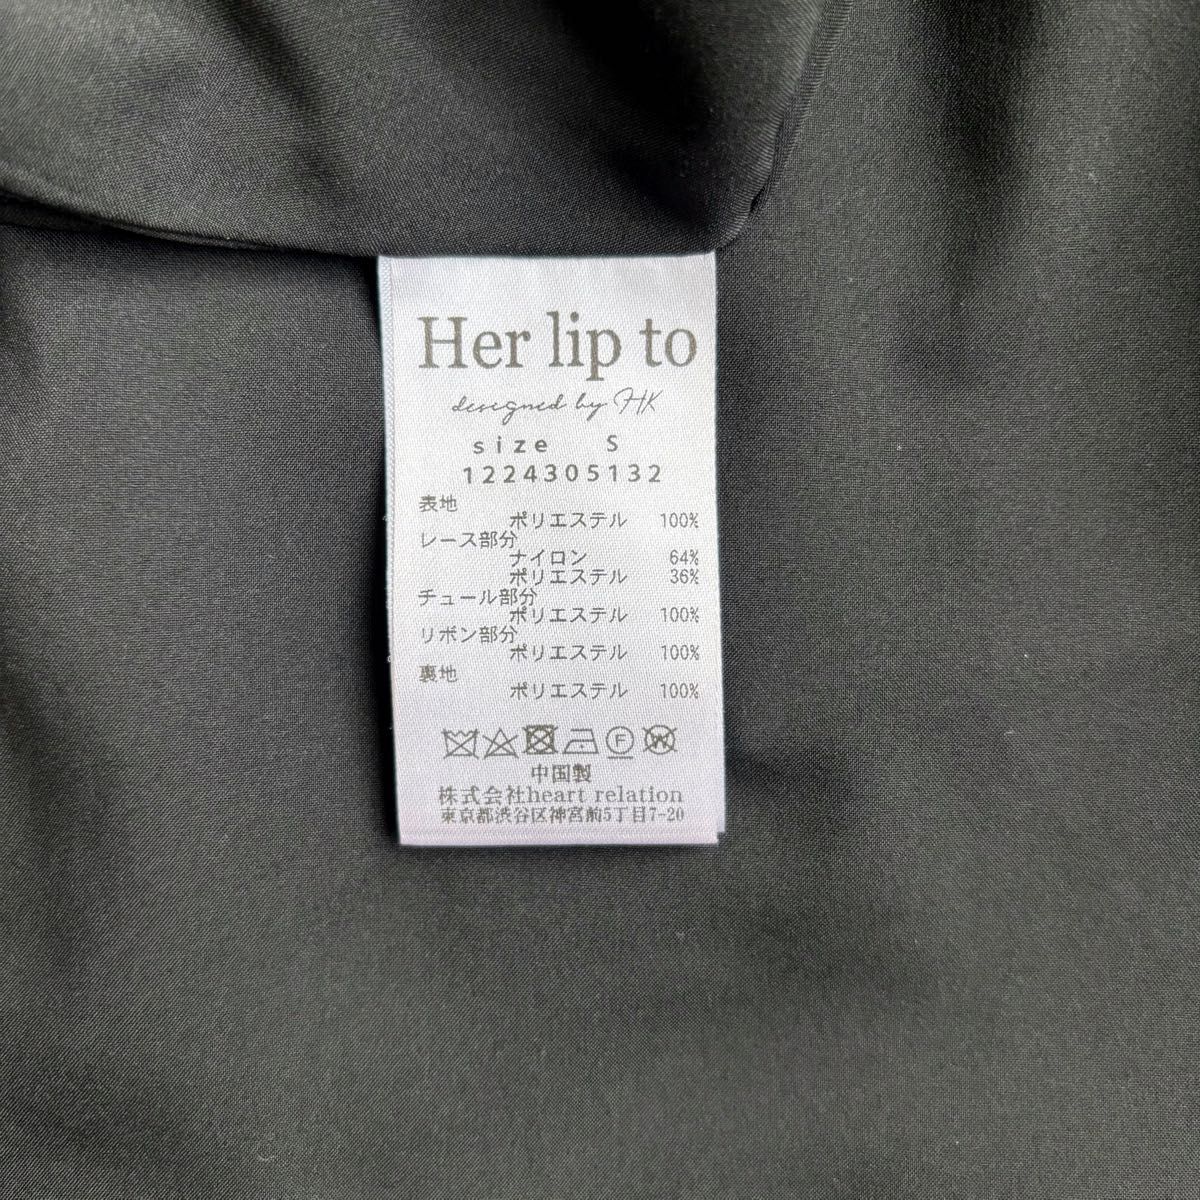 Her lip to
designed by HK
size S
1224305132
表地
ポリエステル 100%
レース部分
ナイロン 64%
ポリエステル 36%
チュール部分
ポリエステル 100%
リボン部分
ポリエステル 100%
裏地
ポリエステル 100%
F W
中国製
株式会社heart relation
東京都渋谷区神宮前5丁目7-20